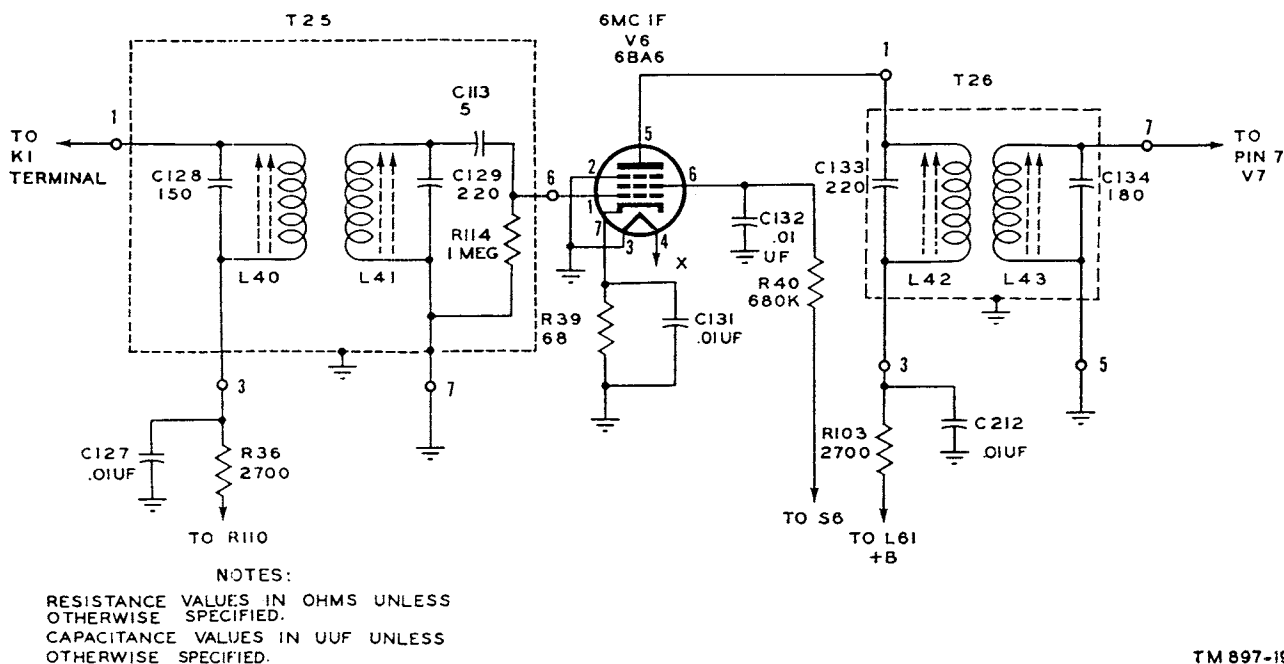 T25
6MC IF
V6
6BA6
1
T26
C113
5
1
TO
K1
TERMINAL
5
7
TO
PIN 7
V7
C128
150
C129
220
6
2
1
7
3
4
6
X
C133
220
C134
180
R114
1 MEG
C132
.01
UF
L40
L41
R40
680K
L42
L43
R39
68
C131
.01UF
3
7
3
5
C127
.01UF
R36
2700
R103
2700
C212
.01UF
TO R110
TO S6
TO L61
+B
NOTES:
RESISTANCE VALUES IN OHMS UNLESS
OTHERWISE SPECIFIED.
CAPACITANCE VALUES IN UUF UNLESS
OTHERWISE SPECIFIED.